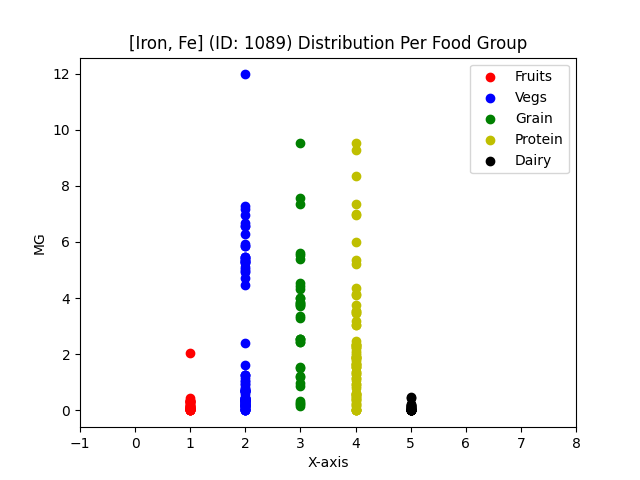 [Iron, Fe] (ID: 1089) Distribution Per Food Group
12
10
8
6
4
2
0
MG
Fruits
Vegs
Grain
Protein
Dairy
−1 0 1 2 3 4 5 6 7 8
X-axis